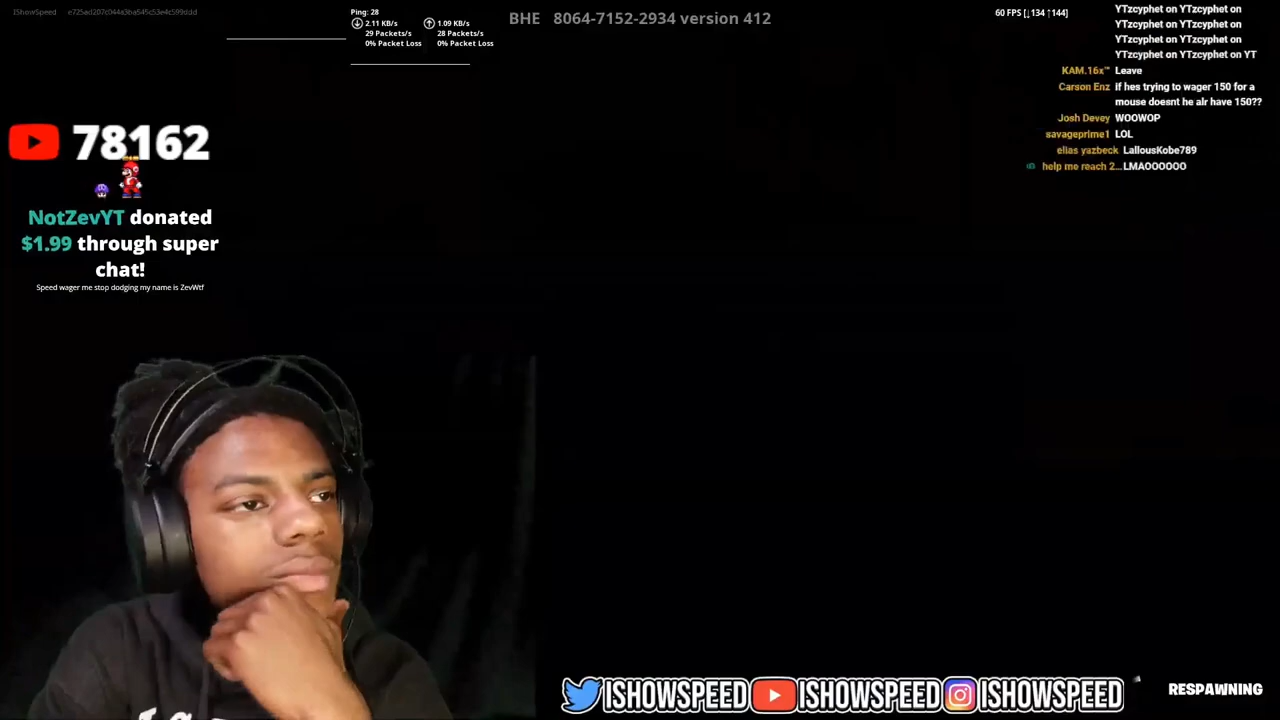 IShowSpeed
Ping: 28
2.11 KB/s 1.09 KB/s
29 Packets/s 28 Packets/s
0% Packet Loss 0% Packet Loss
BHE 8064-7152-2934 version 412
60 FPS [↓134 ↑144]
YTzcyphet on YTzcyphet on
YTzcyphet on YTzcyphet on
YTzcyphet on YTzcyphet on
YTzcyphet on YTzcyphet on YT
KAM.16x™ Leave
Carson Enz If hes trying to wager 150 for a
mouse doesnt he alr have 150??
Josh Devey WOOWOP
savageprime1 LOL
elias yazbeck LallousKobe789
help me reach 2... LMAOOOOOO
78162
NotZevYT donated
$1.99 through super
chat!
Speed wager me stop dodging my name is ZevWtf
ISHOWSPEED ISHOWSPEED ISHOWSPEED
RESPAWNING